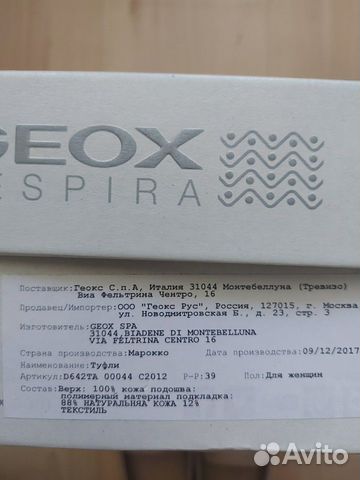 GEOX
ESPIRA
Поставщик:Геокс С.п.А, Италия 31044 Монтебеллуна (Тревизо)
Виа Фельтрина Чентро, 16
Продавец/Импортер:ООО "Геокс Рус", Россия, 127015, г. Москва
ул. Новодмитровская Б., д. 23, стр. 3
Изготовитель:GEOX SPA
31044,BIADENE DI MONTEBELLUNA
VIA FELTRINA CENTRO 16
Страна производства:Марокко Дата производства:09/12/2017
Наименование:Туфли
Артикул:D642TA 00044 C2012 Р-Р:39 Пол:Для женщин
Состав:Верх: 100% кожа подошва:
полимерный материал подкладка:
88% НАТУРАЛЬНЯА КОЖА 12%
ТЕКСТИЛЬ
Avito